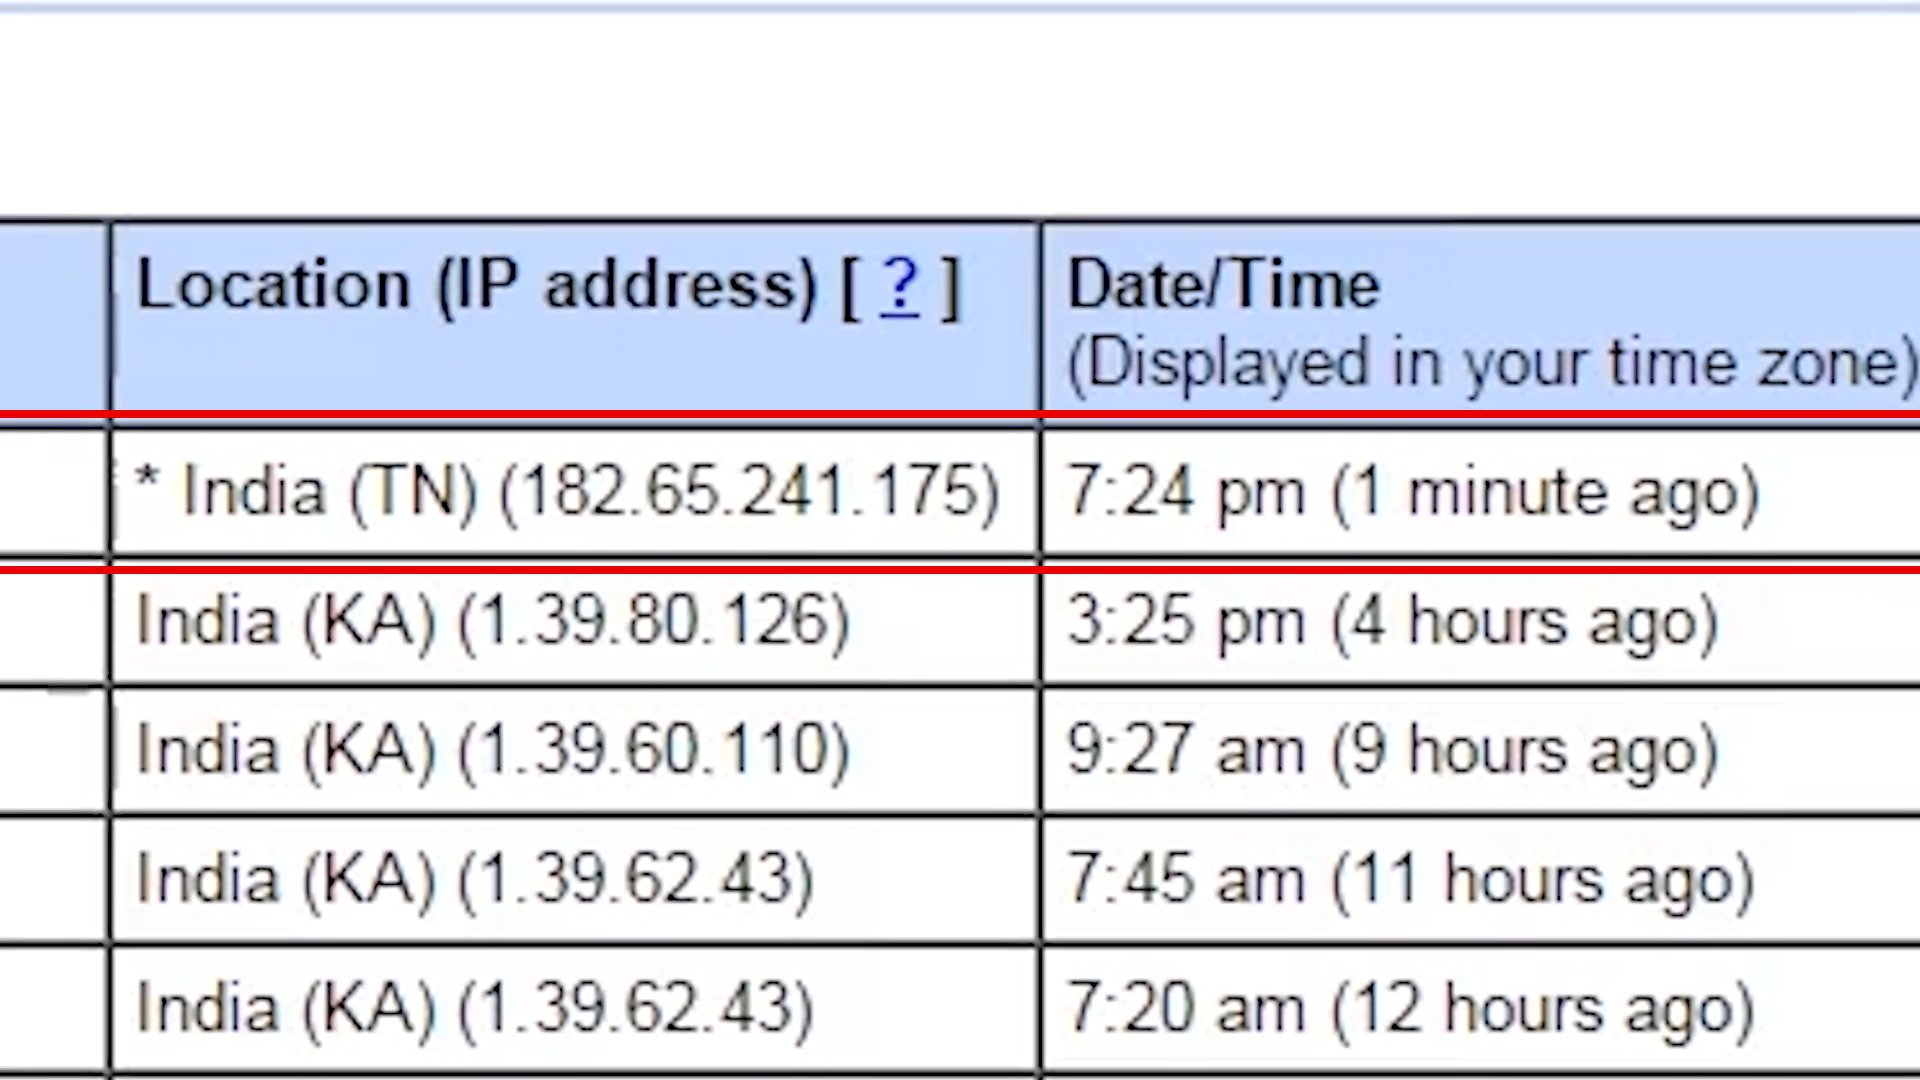 Location (IP address) [ ? ] Date/Time
(Displayed in your time zone)
* India (TN) (182.65.241.175) 7:24 pm (1 minute ago)
India (KA) (1.39.80.126) 3:25 pm (4 hours ago)
India (KA) (1.39.60.110) 9:27 am (9 hours ago)
India (KA) (1.39.62.43) 7:45 am (11 hours ago)
India (KA) (1.39.62.43) 7:20 am (12 hours ago)